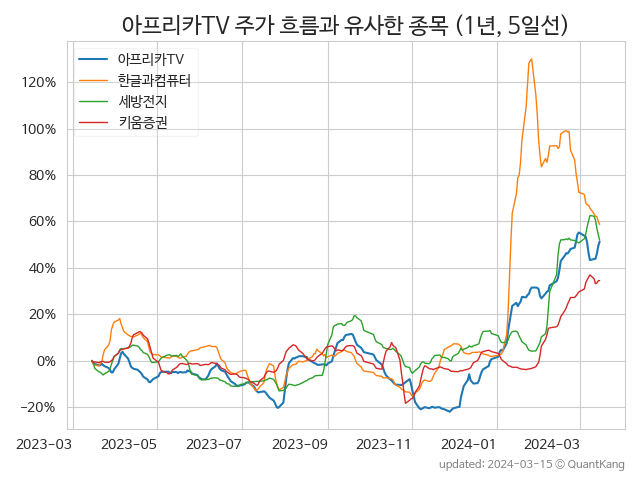 아프리카TV 주가 흐름과 유사한 종목 (1년, 5일선)
아프리카TV
한글과컴퓨터
세방전지
키움증권
120%
100%
80%
60%
40%
20%
0%
−20%
2023-03 2023-05 2023-07 2023-09 2023-11 2024-01 2024-03
updated: 2024-03-15 © QuantKang